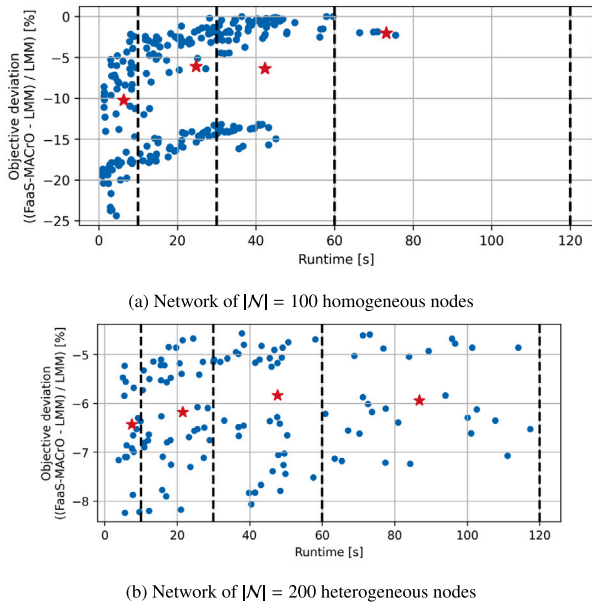 Objective deviation
((FaaS-MACrO - LMM) / LMM) [%]
0
−5
−10
−15
−20
−25
0 20 40 60 80 100 120
Runtime [s]
(a) Network of |N| = 100 homogeneous nodes
Objective deviation
((FaaS-MACrO - LMM) / LMM) [%]
−5
−6
−7
−8
0 20 40 60 80 100 120
Runtime [s]
(b) Network of |N| = 200 heterogeneous nodes